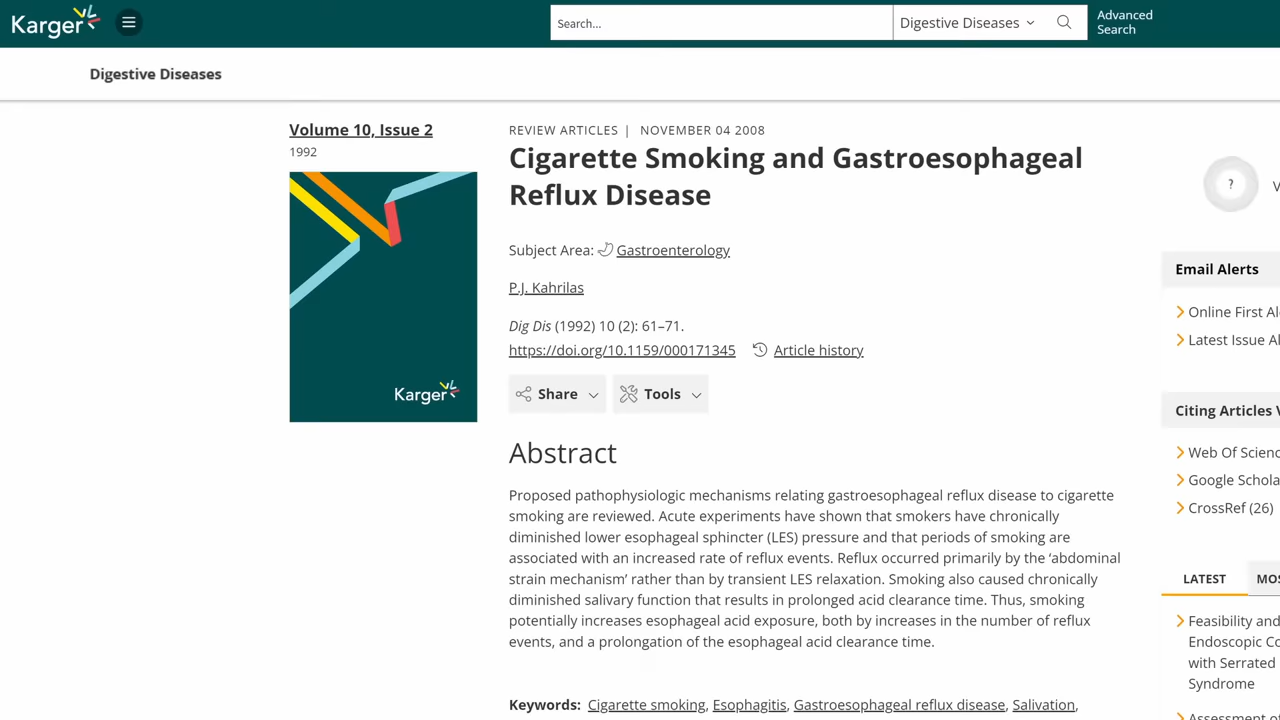 Karger
Search...
Digestive Diseases
Advanced
Search
Digestive Diseases
Volume 10, Issue 2
1992
Karger
REVIEW ARTICLES | NOVEMBER 04 2008
Cigarette Smoking and Gastroesophageal
Reflux Disease
Subject Area: Gastroenterology
P.J. Kahrilas
Dig Dis (1992) 10 (2): 61–71.
https://doi.org/10.1159/000171345 Article history
Share Tools
Abstract
Proposed pathophysiologic mechanisms relating gastroesophageal reflux disease to cigarette
smoking are reviewed. Acute experiments have shown that smokers have chronically
diminished lower esophageal sphincter (LES) pressure and that periods of smoking are
associated with an increased rate of reflux events. Reflux occurred primarily by the ‘abdominal
strain mechanism’ rather than by transient LES relaxation. Smoking also caused chronically
diminished salivary function that results in prolonged acid clearance time. Thus, smoking
potentially increases esophageal acid exposure, both by increases in the number of reflux
events, and a prolongation of the esophageal acid clearance time.
Keywords: Cigarette smoking, Esophagitis, Gastroesophageal reflux disease, Salivation,
?
V
Email Alerts
Online First Al
Latest Issue Al
Citing Articles V
Web Of Scienc
Google Schola
CrossRef (26)
LATEST MOS
Feasibility and
Endoscopic Co
with Serrated
Syndrome